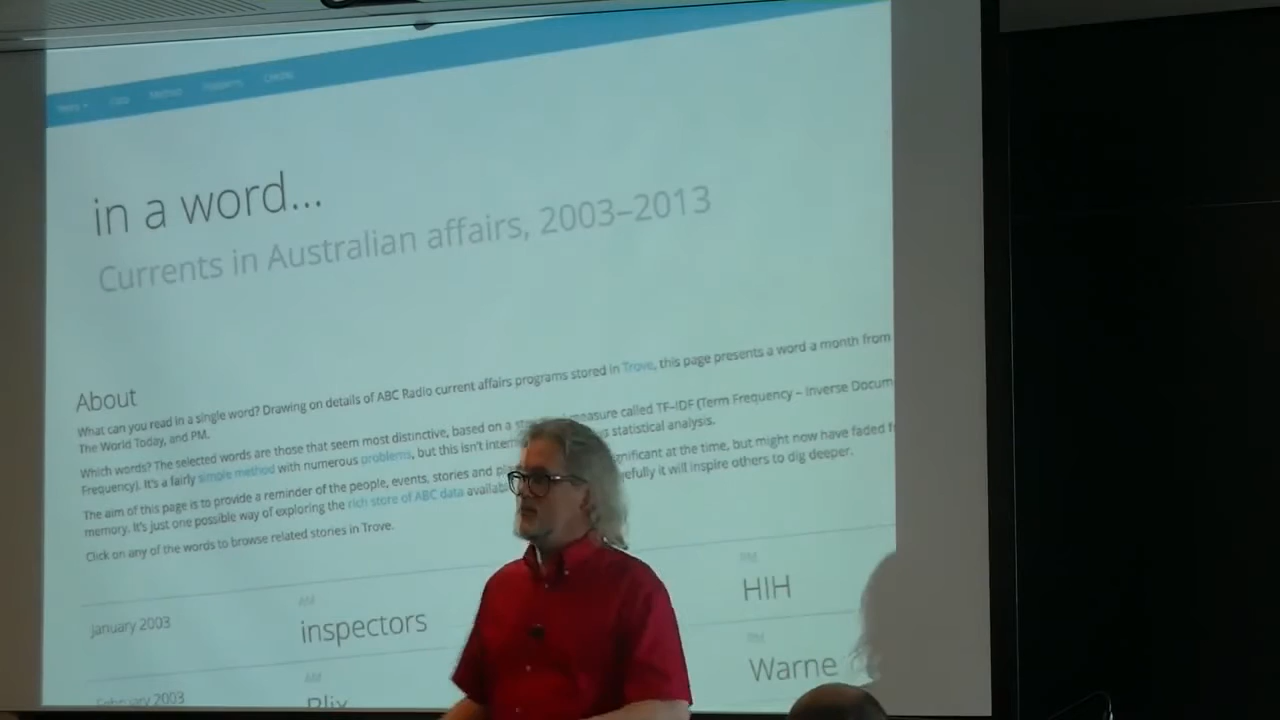 in a word...
Currents in Australian affairs, 2003–2013
About
What can you read in a single word? Drawing on details of ABC Radio current affairs programs stored in Trove, this page presents a word a month from
The World Today, and PM.
Which words? The selected words are those that seem most distinctive, based on a measure called TF-IDF (Term Frequency – Inverse Docum
Frequency). It's a fairly simple method with numerous problems, but this isn't statistical analysis.
The aim of this page is to provide a reminder of the people, events, stories and at the time, but might now have faded
memory. It's just one possible way of exploring the rich store of ABC data it will inspire others to dig deeper.
Click on any of the words to browse related stories in Trove.
AM
PM
January 2003
inspectors
HIH
AM
PM
February 2003
Blix
Warne